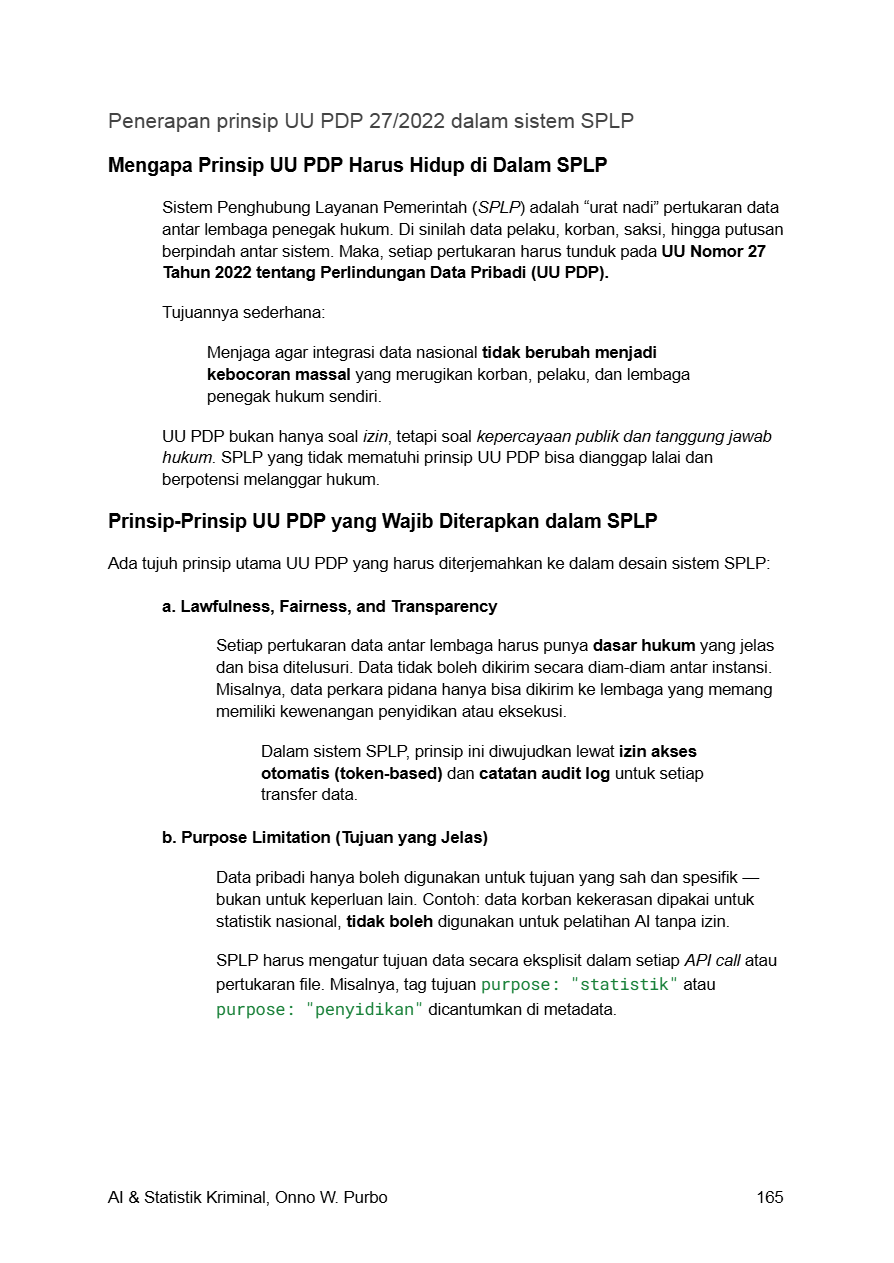 Penerapan prinsip UU PDP 27/2022 dalam sistem SPLP
Mengapa Prinsip UU PDP Harus Hidup di Dalam SPLP
Sistem Penghubung Layanan Pemerintah (SPLP) adalah “urat nadi” pertukaran data
antar lembaga penegak hukum. Di sinilah data pelaku, korban, saksi, hingga putusan
berpindah antar sistem. Maka, setiap pertukaran harus tunduk pada UU Nomor 27
Tahun 2022 tentang Perlindungan Data Pribadi (UU PDP).
Tujuannya sederhana:
Menjaga agar integrasi data nasional tidak berubah menjadi
kebocoran massal yang merugikan korban, pelaku, dan lembaga
penegak hukum sendiri.
UU PDP bukan hanya soal izin, tetapi soal kepercayaan publik dan tanggung jawab
hukum. SPLP yang tidak mematuhi prinsip UU PDP bisa dianggap lalai dan
berpotensi melanggar hukum.
Prinsip-Prinsip UU PDP yang Wajib Diterapkan dalam SPLP
Ada tujuh prinsip utama UU PDP yang harus diterjemahkan ke dalam desain sistem SPLP:
a. Lawfulness, Fairness, and Transparency
Setiap pertukaran data antar lembaga harus punya dasar hukum yang jelas
dan bisa ditelusuri. Data tidak boleh dikirim secara diam-diam antar instansi.
Misalnya, data perkara pidana hanya bisa dikirim ke lembaga yang memang
memiliki kewenangan penyidikan atau eksekusi.
Dalam sistem SPLP, prinsip ini diwujudkan lewat izin akses
otomatis (token-based) dan catatan audit log untuk setiap
transfer data.
b. Purpose Limitation (Tujuan yang Jelas)
Data pribadi hanya boleh digunakan untuk tujuan yang sah dan spesifik —
bukan untuk keperluan lain. Contoh: data korban kekerasan dipakai untuk
statistik nasional, tidak boleh digunakan untuk pelatihan AI tanpa izin.
SPLP harus mengatur tujuan data secara eksplisit dalam setiap API call atau
pertukaran file. Misalnya, tag tujuan purpose: "statistik" atau
purpose: "penyidikan" dicantumkan di metadata.
AI & Statistik Kriminal, Onno W. Purbo 165